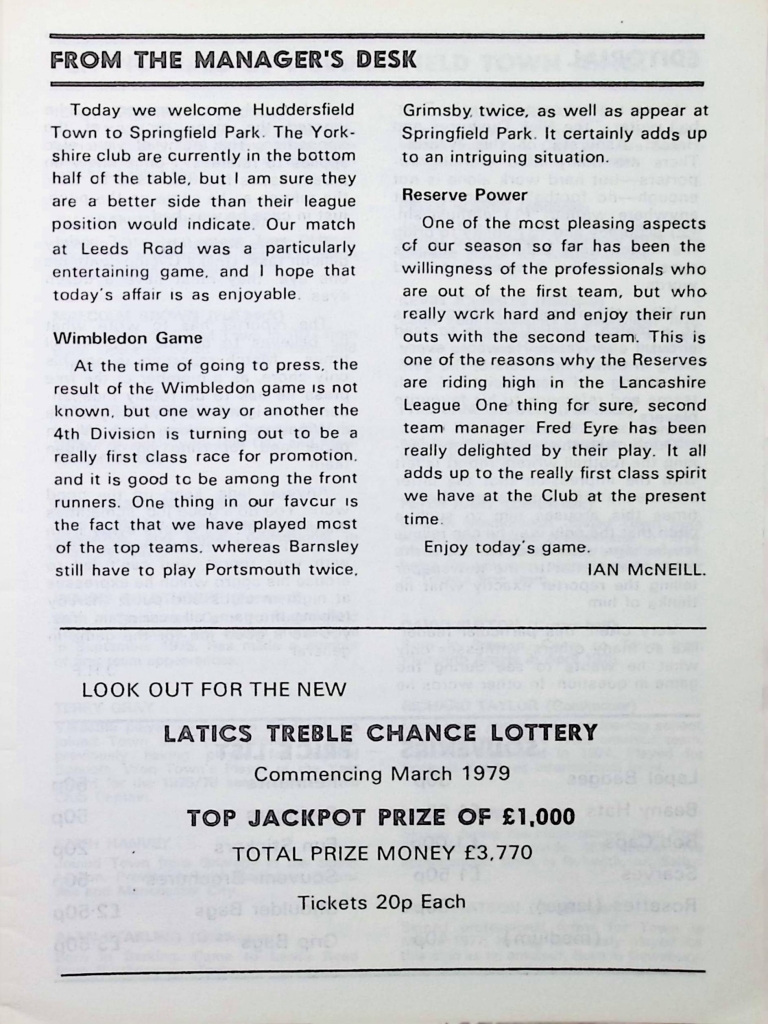 FROM THE MANAGER'S DESK
Today we welcome Huddersfield
Town to Springfield Park. The York-
shire club are currently in the bottom
half of the table, but I am sure they
are a better side than their league
position would indicate. Our match
at Leeds Road was a particularly
entertaining game, and I hope that
today's affair is as enjoyable.
Wimbledon Game
At the time of going to press, the
result of the Wimbledon game is not
known, but one way or another the
4th Division is turning out to be a
really first class race for promotion,
and it is good to be among the front
runners. One thing in our favour is
the fact that we have played most
of the top teams, whereas Barnsley
still have to play Portsmouth twice,
Grimsby, twice, as well as appear at
Springfield Park. It certainly adds up
to an intriguing situation.
Reserve Power
One of the most pleasing aspects
of our season so far has been the
willingness of the professionals who
are out of the first team, but who
really work hard and enjoy their run
outs with the second team. This is
one of the reasons why the Reserves
are riding high in the Lancashire
League One thing for sure, second
team manager Fred Eyre has been
really delighted by their play. It all
adds up to the really first class spirit
we have at the Club at the present
time.
Enjoy today's game.
IAN McNEILL.
LOOK OUT FOR THE NEW
LATICS TREBLE CHANCE LOTTERY
Commencing March 1979
TOP JACKPOT PRIZE OF £1,000
TOTAL PRIZE MONEY £3,770
Tickets 20p Each